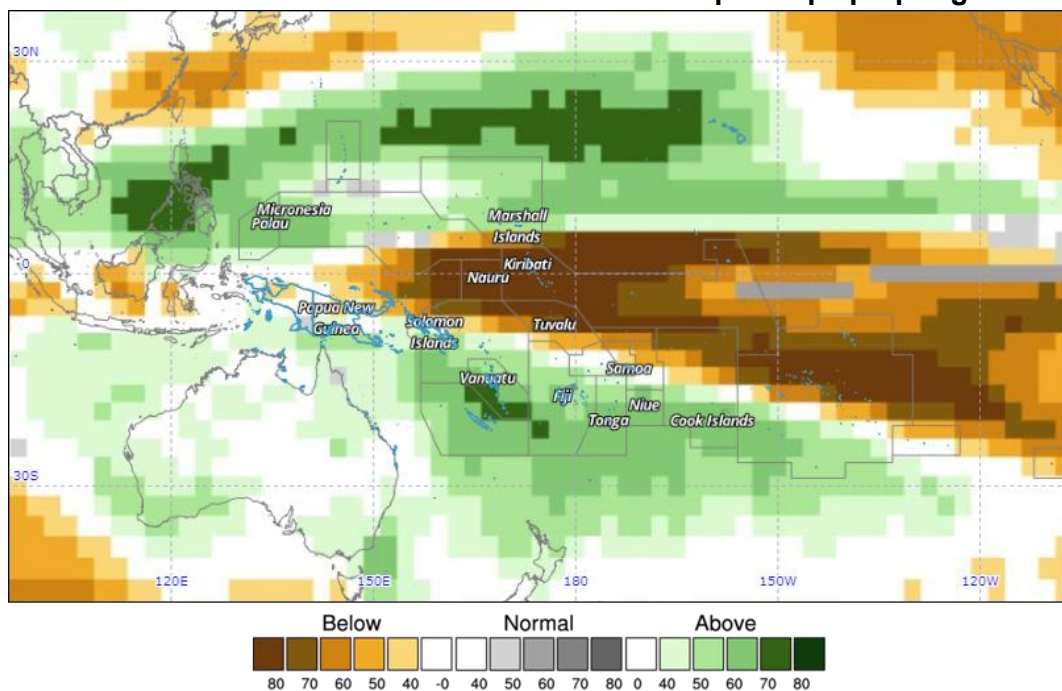 30N
Micronesia
Palau
Marshall
Islands
0
Kiribati
Nauru
Papua New
Guinea
Solomon
Islands
Tuvalu
Samoa
Vanuatu
Fiji
Niue
Tonga
Cook Islands
30S
120E 150E 180 150W 120W
Below Normal Above
80 70 60 50 40 -0 40 50 60 70 80 0 40 50 60 70 80